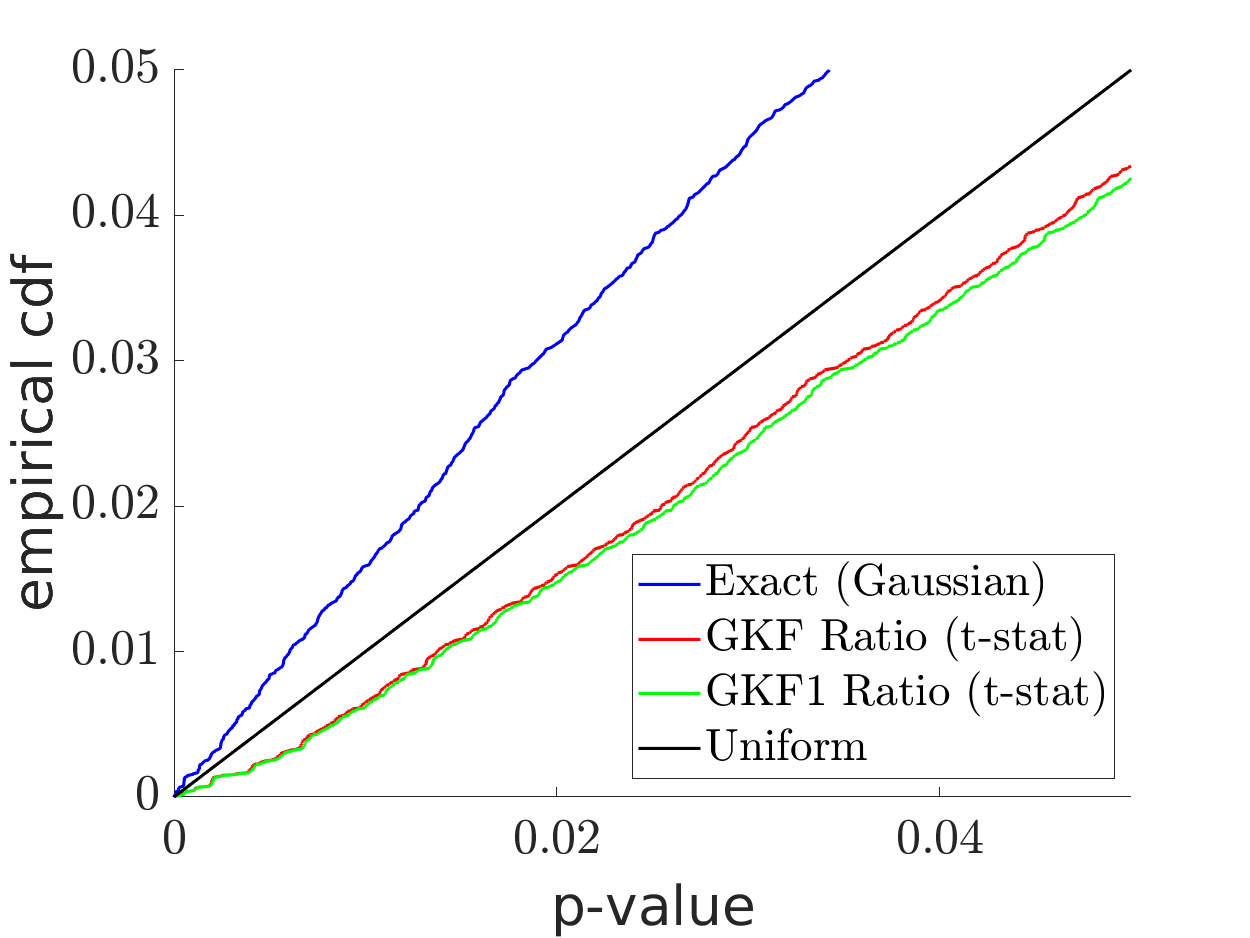 0.05
0.04
0.03
0.02
0.01
0
empirical cdf
Exact (Gaussian)
GKF Ratio (t-stat)
GKF1 Ratio (t-stat)
Uniform
0
0.02
0.04
p-value